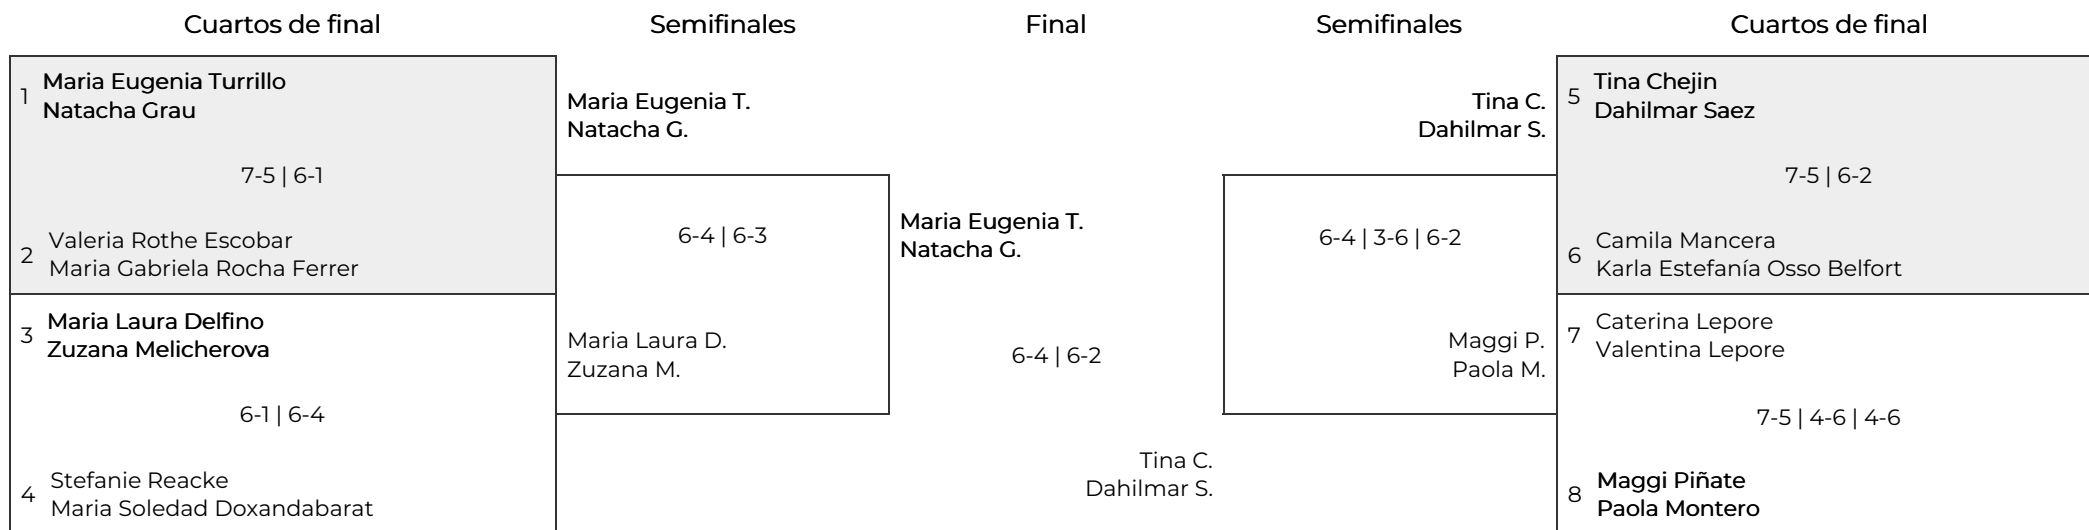 Cuartos de final
Semifinales
Final
Semifinales
Cuartos de final
1
Maria Eugenia Turrillo
Natacha Grau
7-5 | 6-1
2
Valeria Rothe Escobar
Maria Gabriela Rocha Ferrer
3
Maria Laura Delfino
Zuzana Melicherova
6-1 | 6-4
4
Stefanie Reacke
Maria Soledad Doxandabarat
Maria Eugenia T.
Natacha G.
6-4 | 6-3
Maria Laura D.
Zuzana M.
Maria Eugenia T.
Natacha G.
6-4 | 6-2
Tina C.
Dahilmar S.
Tina C.
Dahilmar S.
6-4 | 3-6 | 6-2
Maggi P.
Paola M.
5
Tina Chejin
Dahilmar Saez
7-5 | 6-2
6
Camila Mancera
Karla Estefanía Osso Belfort
7
Caterina Lepore
Valentina Lepore
7-5 | 4-6 | 4-6
8
Maggi Piñate
Paola Montero